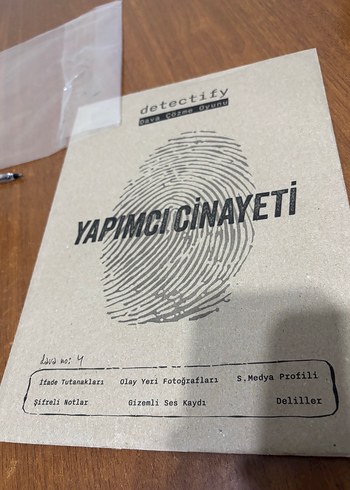 detectify
Dava Çözme Oyunu
YAPIMCI CİNAYETİ
dava no: 4
İfade Tutanakları Olay Yeri Fotoğrafları S.Medya Profili
Şifreli Notlar Gizemli Ses Kaydı Deliller